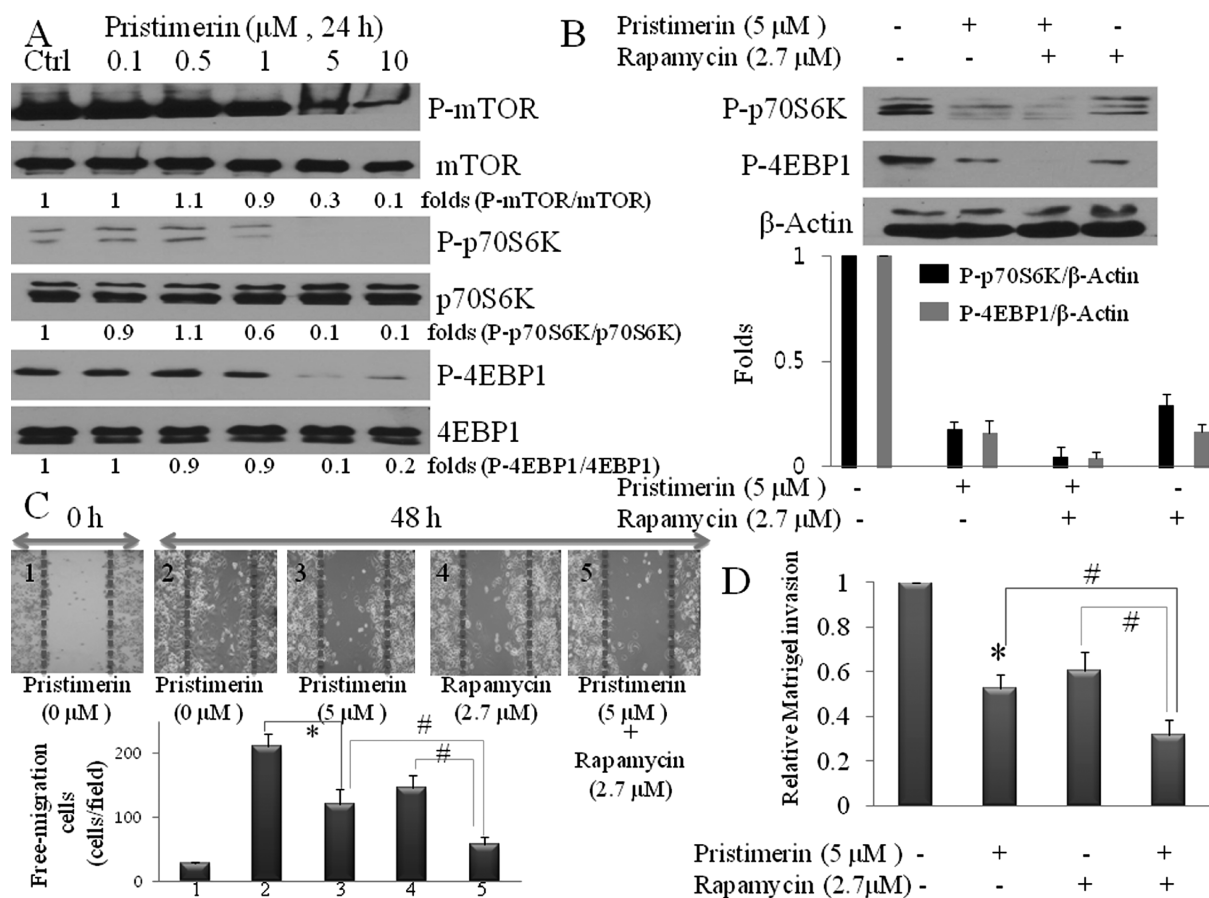 A
Pristimerin (μM , 24 h)
Ctrl 0.1 0.5 1 5 10
P-mTOR
mTOR
1 1 1.1 0.9 0.3 0.1 folds (P-mTOR/mTOR)
P-p70S6K
p70S6K
1 0.9 1.1 0.6 0.1 0.1 folds (P-p70S6K/p70S6K)
P-4EBP1
4EBP1
1 1 0.9 0.9 0.1 0.2 folds (P-4EBP1/4EBP1)
B
Pristimerin (5 μM) - + + -
Rapamycin (2.7 μM) - - + +
P-p70S6K
P-4EBP1
β-Actin
1
0.5
0
Folds
P-p70S6K/β-Actin
P-4EBP1/β-Actin
Pristimerin (5 μM ) - + + -
Rapamycin (2.7 μM) - - + +
C
0 h
48 h
1 2 3 4 5
Pristimerin (0 μM )
Pristimerin (0 μM )
Pristimerin (5 μM )
Rapamycin (2.7 μM)
Pristimerin (5 μM ) + Rapamycin (2.7 μM)
Free-migration cells (cells/field)
200
100
0
*
#
#
1 2 3 4 5
D
Relative Matrigel invasion
1
0.8
0.6
0.4
0.2
0
*
#
#
Pristimerin (5 μM ) - + - +
Rapamycin (2.7μM) - - + +